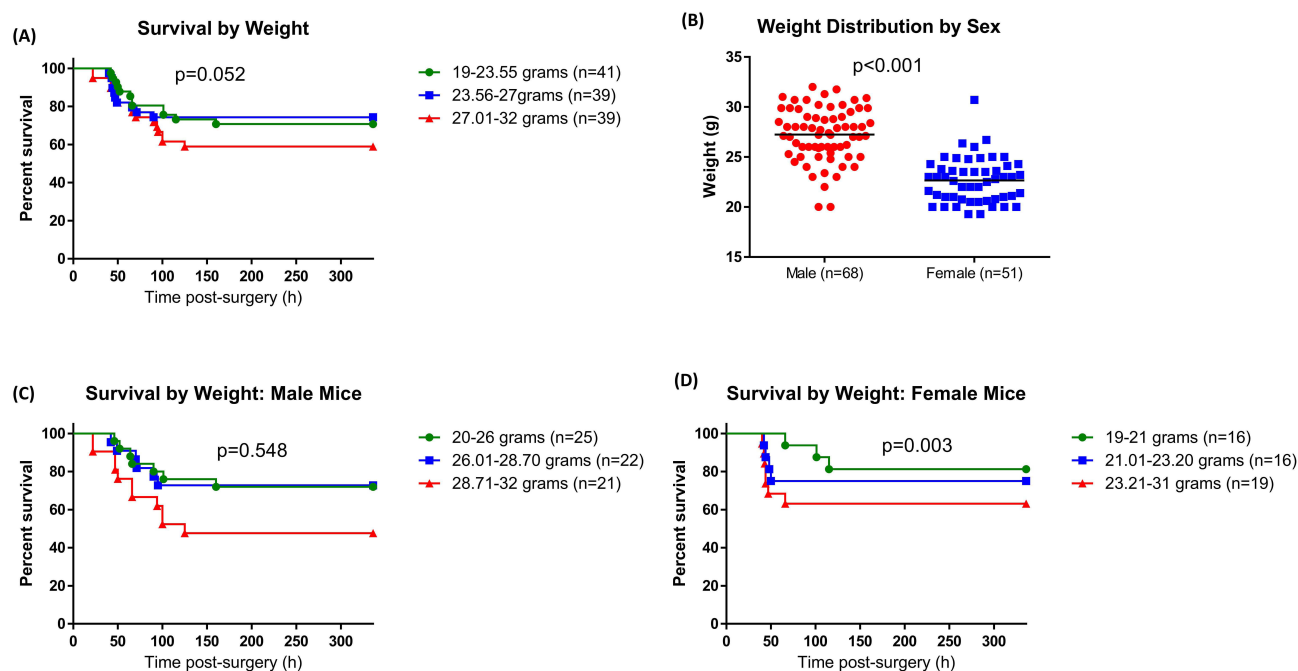 (A)
Survival by Weight
p=0.052
100
80
60
40
20
0
Percent survival
0 50 100 150 200 250 300
Time post-surgery (h)
19-23.55 grams (n=41)
23.56-27grams (n=39)
27.01-32 grams (n=39)
(B)
Weight Distribution by Sex
p<0.001
35
30
25
20
15
Weight (g)
Male (n=68) Female (n=51)
(C)
Survival by Weight: Male Mice
p=0.548
100
80
60
40
20
0
Percent survival
0 50 100 150 200 250 300
Time post-surgery (h)
20-26 grams (n=25)
26.01-28.70 grams (n=22)
28.71-32 grams (n=21)
(D)
Survival by Weight: Female Mice
p=0.003
100
80
60
40
20
0
Percent survival
0 50 100 150 200 250 300
Time post-surgery (h)
19-21 grams (n=16)
21.01-23.20 grams (n=16)
23.21-31 grams (n=19)